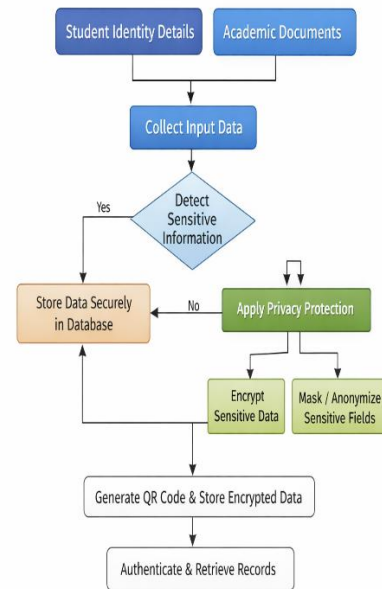 Student Identity Details
Academic Documents
Collect Input Data
Detect
Sensitive
Information
Yes
Store Data Securely
in Database
No
Apply Privacy Protection
Encrypt
Sensitive Data
Mask / Anonymize
Sensitive Fields
Generate QR Code & Store Encrypted Data
Authenticate & Retrieve Records